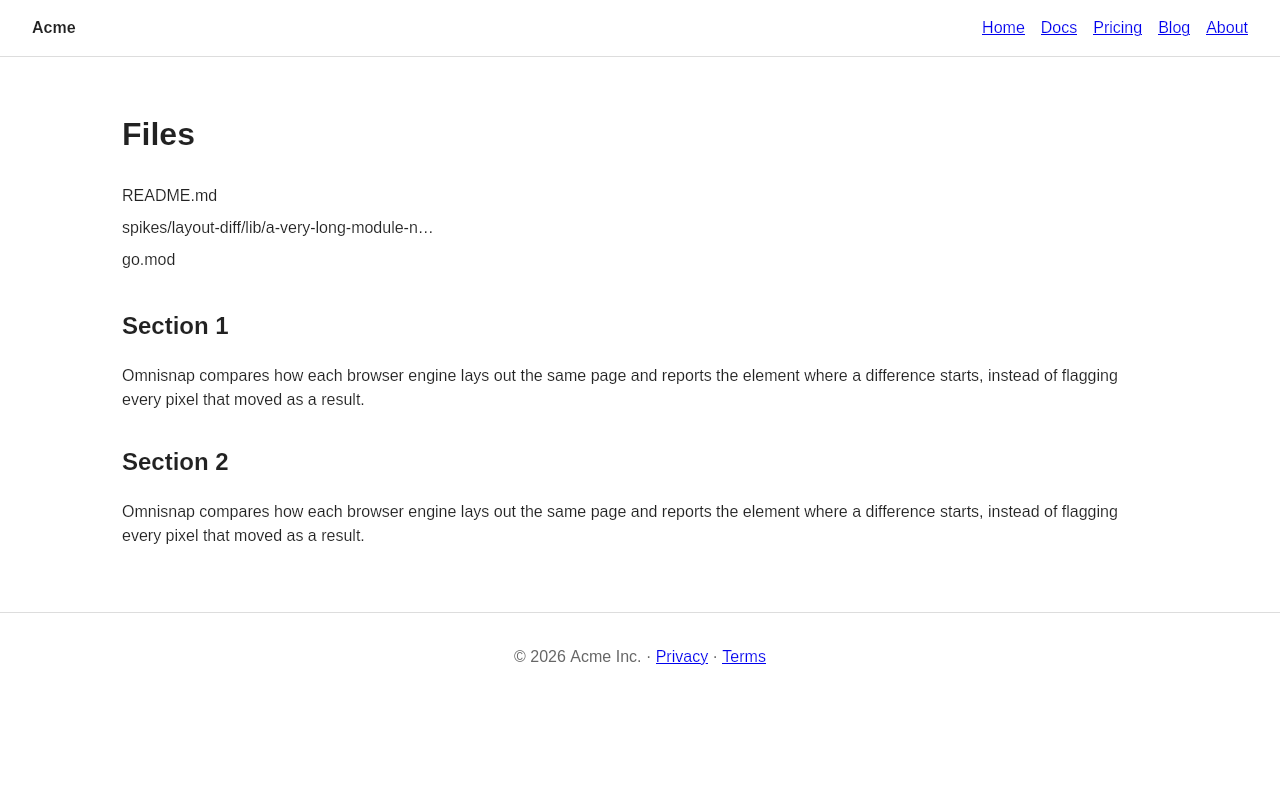 Acme
Home Docs Pricing Blog About
Files
README.md
spikes/layout-diff/lib/a-very-long-module-n…
go.mod
Section 1
Omnisnap compares how each browser engine lays out the same page and reports the element where a difference starts, instead of flagging
every pixel that moved as a result.
Section 2
Omnisnap compares how each browser engine lays out the same page and reports the element where a difference starts, instead of flagging
every pixel that moved as a result.
© 2026 Acme Inc. · Privacy · Terms